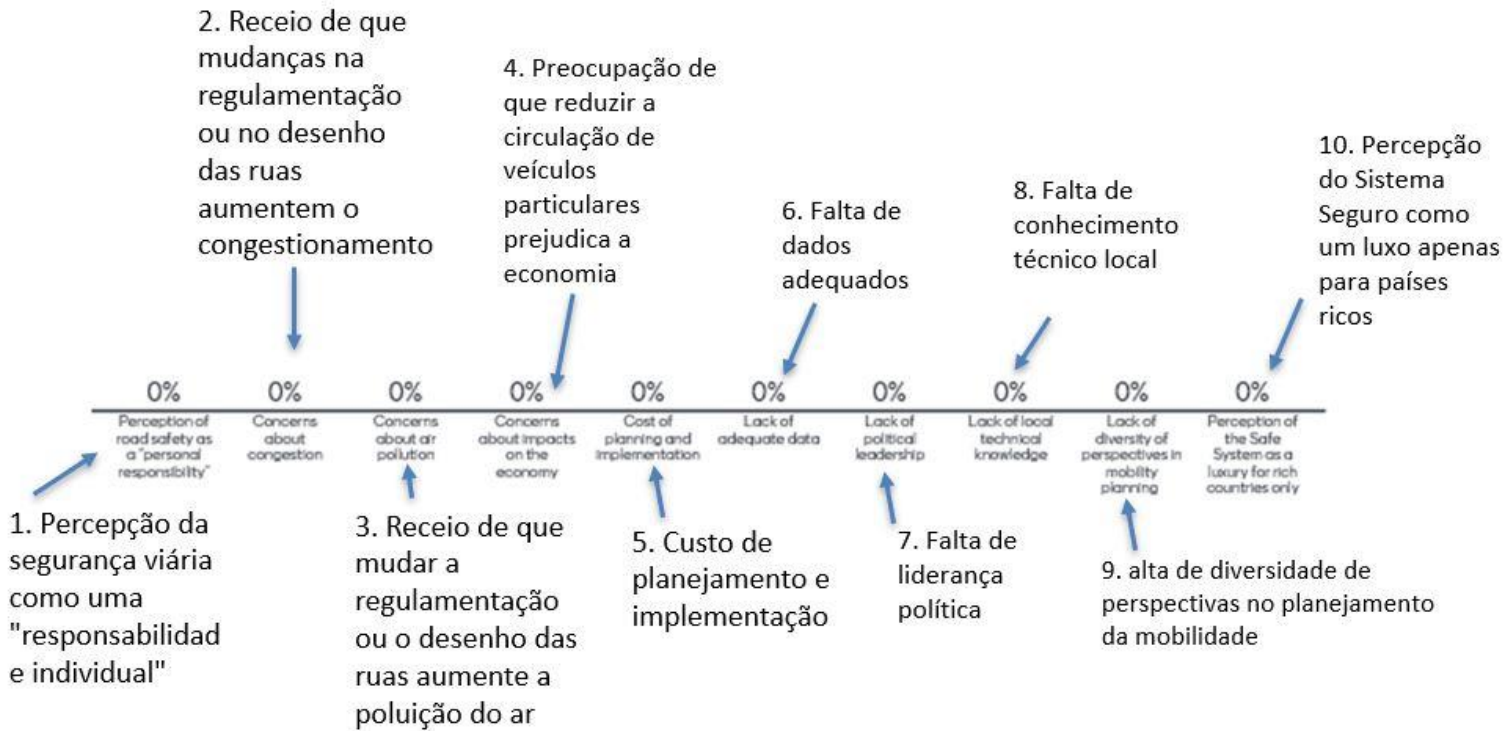 2. Receio de que
mudanças na
regulamentação
ou no desenho
das ruas
aumentem o
congestionamento
4. Preocupação de
que reduzir a
circulação de
veículos
particulares
prejudica a
economia
6. Falta de
dados
adequados
8. Falta de
conhecimento
técnico local
10. Percepção
do Sistema
Seguro como
um luxo apenas
para países
ricos
0%
0%
0%
0%
0%
0%
0%
0%
0%
0%
Perception of
road safety as
a "personal
responsibility"
Concerns
about
congestion
Concerns
about air
pollution
Concerns
about impacts
on the
economy
Cost of
planning and
implementation
Lack of
adequate data
Lack of
political
leadership
Lack of local
technical
knowledge
Lack of
diversity of
perspectives in
mobility
planning
Perception of
the Safe
System as a
luxury for rich
countries only
1. Percepção da
segurança viária
como uma
"responsabilidad
e individual"
3. Receio de que
mudar a
regulamentação
ou o desenho das
ruas aumente a
poluição do ar
5. Custo de
planejamento e
implementação
7. Falta de
liderança
política
9. alta de diversidade de
perspectivas no planejamento
da mobilidade